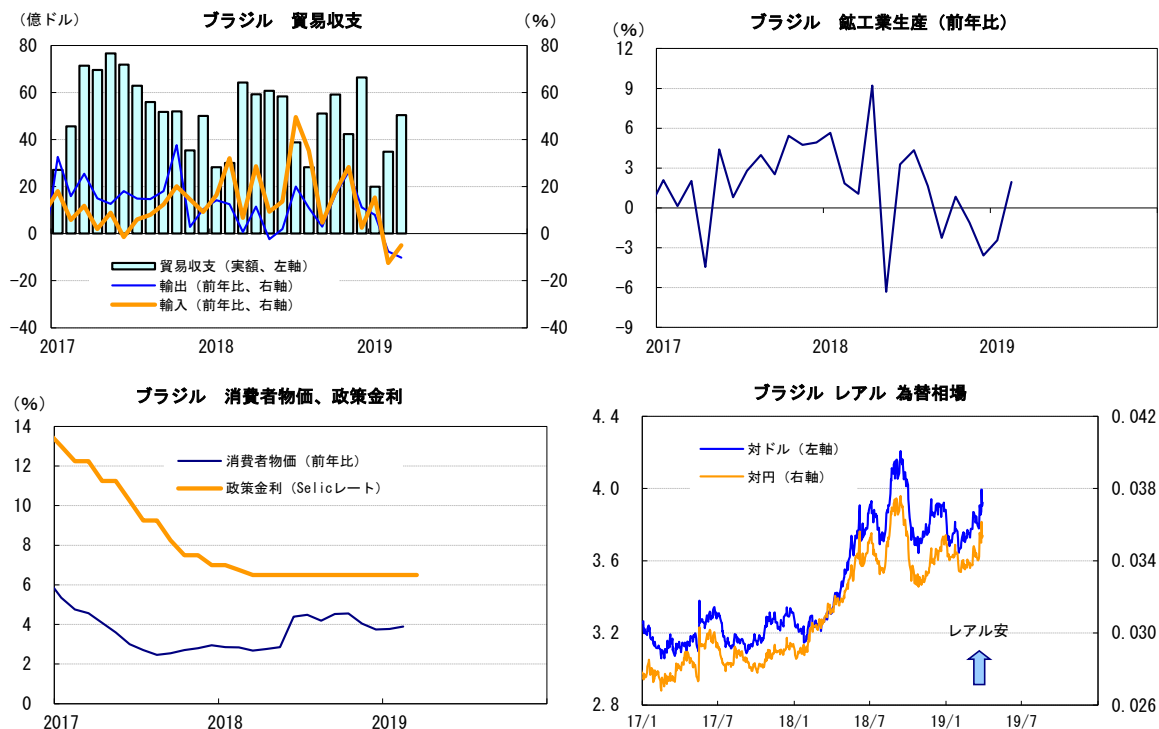 ブラジル 貿易収支
（億ドル）
（％）
80
60
40
20
0
-20
-40
80
60
40
20
0
-20
-40
貿易収支（実額、左軸）
輸出（前年比、右軸）
輸入（前年比、右軸）
2017 2018 2019
ブラジル 鉱工業生産（前年比）
（％）
12
9
6
3
0
-3
-6
-9
2017 2018 2019
ブラジル 消費者物価、政策金利
（％）
14
12
10
8
6
4
2
0
消費者物価（前年比）
政策金利（Selicレート）
2017 2018 2019
ブラジル レアル 為替相場
4.4
4.0
3.6
3.2
2.8
0.042
0.038
0.034
0.030
0.026
対ドル（左軸）
対円（右軸）
レアル安
17/1 17/7 18/1 18/7 19/1 19/7